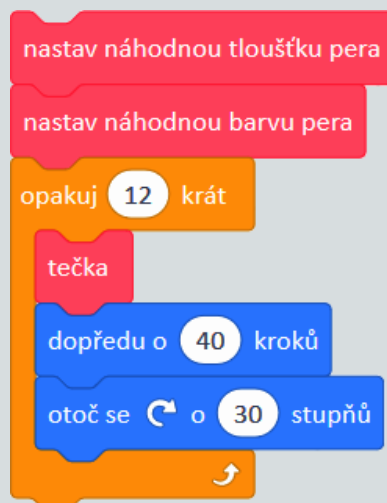 nastav náhodnou tloušťku pera
nastav náhodnou barvu pera
opakuj 12 krát
tečka
dopředu o 40 kroků
otoč se o 30 stupňů